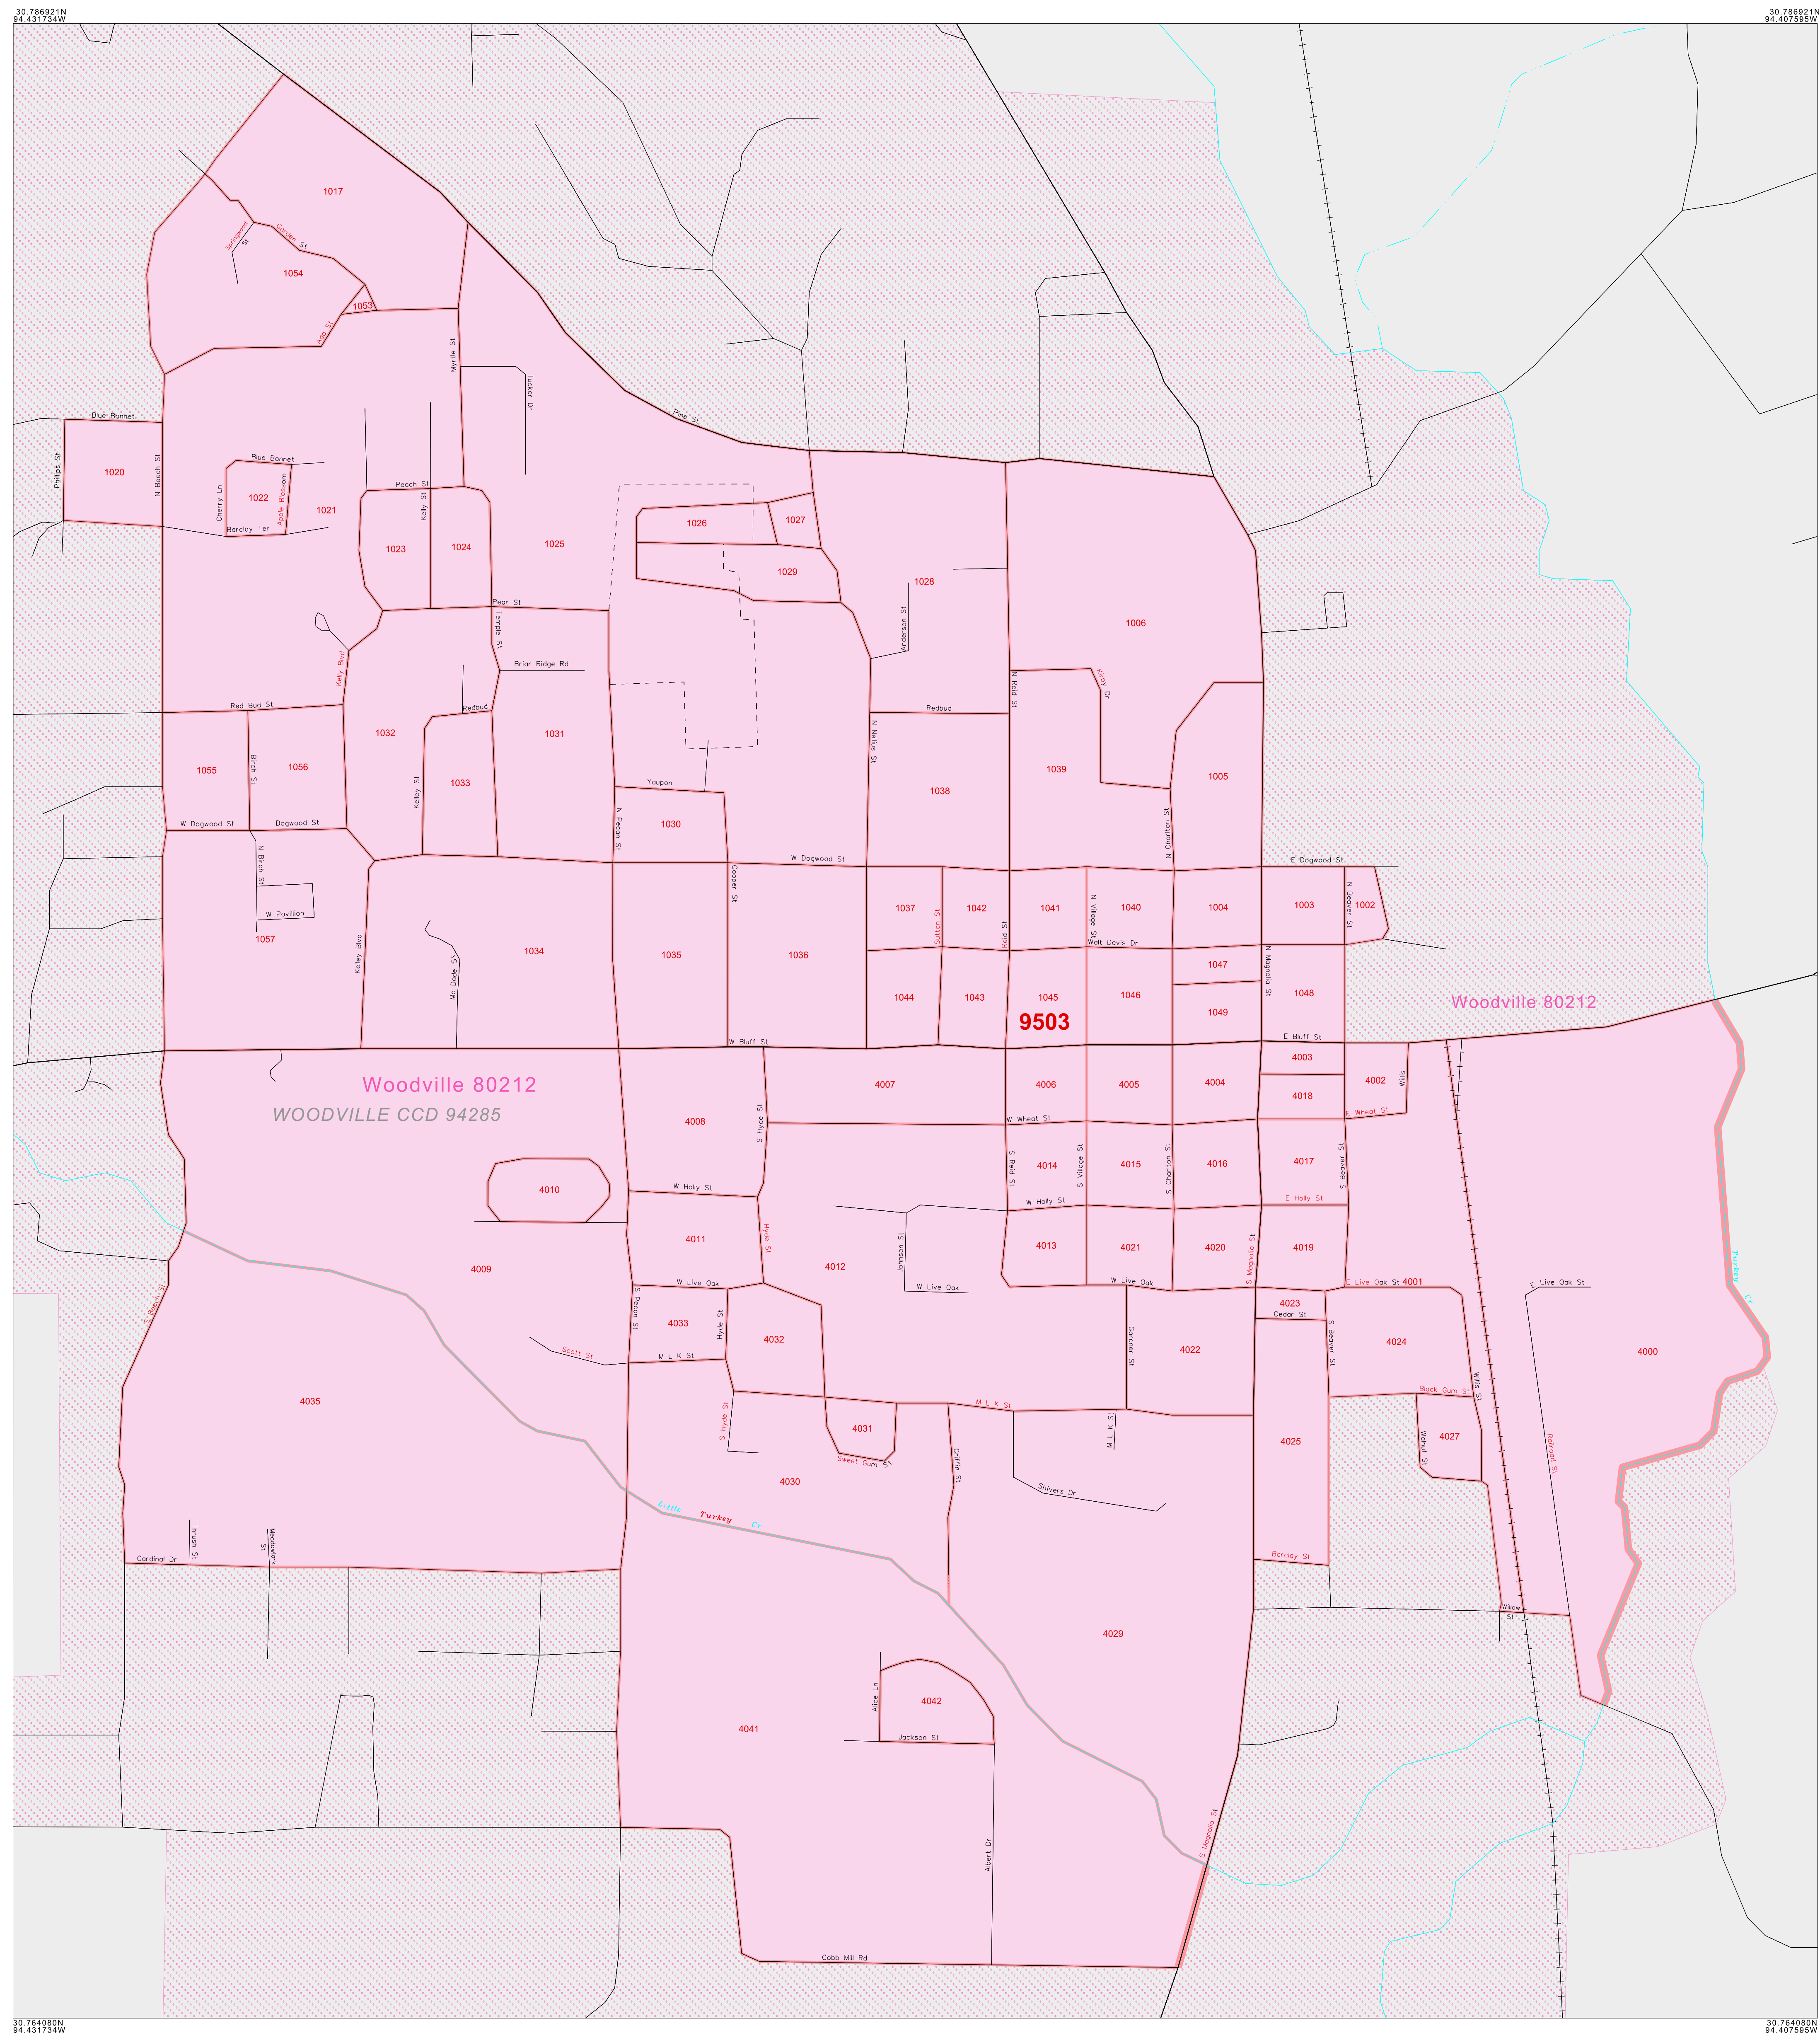 30.786921N
94.431734W
30.786921N
94.407595W
1017
Springwood
St
Garden St
1054
1053
Ada St
Myrtle St
Tucker Dr
Pine St
Blue Bonnet
Phillips St
1020
N Beech St
Blue Bonnet
Cherry Ln
1022
Apple Blossom
1021
Barclay Ter
Peach St
Kelly St
1023
1024
1025
1026
1027
1029
1028
Anderson St
1006
Pear St
Temple St
Briar Ridge Rd
Kelly Blvd
N Reid St
Kirby Dr
Red Bud St
Redbud
Redbud
1032
1031
N Nellius St
1055
Birch St
1056
Kelley St
1033
Yaupon
1030
N Pecan St
1038
1039
1005
N Charlton St
W Dogwood St
Dogwood St
N Birch St
W Dogwood St
E Dogwood St
Cooper St
W Pavillion
1057
Kelley Blvd
Mc Dade St
1034
1035
1036
1037
Sutton St
1042
Reid St
1041
N Village St
1040
1004
1003
N Beaver St
1002
Walt Davis Dr
1044
1043
1045
1046
1047
1049
N Magnolia St
1048
9503
Woodville 80212
W Bluff St
E Bluff St
Woodville 80212
WOODVILLE CCD 94285
4008
S Hyde St
4007
4006
4005
4004
4003
4018
4002
Willis
W Wheat St
E Wheat St
4010
W Holly St
S Reid St
4014
S Village St
4015
S Charlton St
4016
4017
S Beaver St
W Holly St
E Holly St
4009
4011
Hyde St
4012
Johnson St
4013
4021
4020
S Magnolia St
4019
Turkey Cr
W Live Oak
W Live Oak
W Live Oak
E Live Oak St
4001
E Live Oak St
S Beech St
S Pecan St
4033
Hyde St
4032
Gardner St
4022
4023
Cedar St
S Beaver St
4024
4000
Scott St
M L K St
4035
Black Gum St
Willis St
S Hyde St
M L K St
M L K St
4031
Sweet Gum St
4030
Griffin St
Shivers Dr
4025
Walnut St
4027
Railroad St
Little Turkey Cr
Thrush St
Meadowlark
St
Cardinal Dr
Barclay St
Willow
St
4029
Alice Ln
4042
4041
Jackson St
Albert Dr
S Magnolia St
Cobb Mill Rd
30.764080N
94.431734W
30.764080N
94.407595W